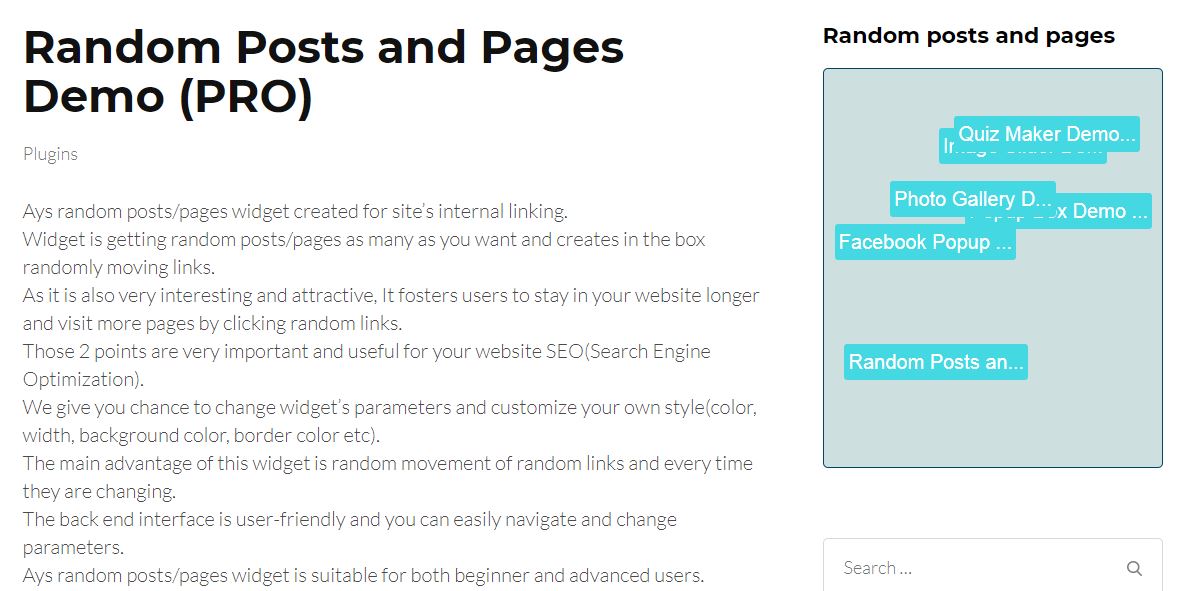 Random Posts and Pages
Demo (PRO)
Plugins
Ays random posts/pages widget created for site’s internal linking.
Widget is getting random posts/pages as many as you want and creates in the box
randomly moving links.
As it is also very interesting and attractive, It fosters users to stay in your website longer
and visit more pages by clicking random links.
Those 2 points are very important and useful for your website SEO(Search Engine
Optimization).
We give you chance to change widget’s parameters and customize your own style(color,
width, background color, border color etc).
The main advantage of this widget is random movement of random links and every time
they are changing.
The back end interface is user-friendly and you can easily navigate and change
parameters.
Ays random posts/pages widget is suitable for both beginner and advanced users.
Random posts and pages
Quiz Maker Demo...
Photo Gallery D...
Demo ...
Facebook Popup ...
Random Posts an...
Search ...